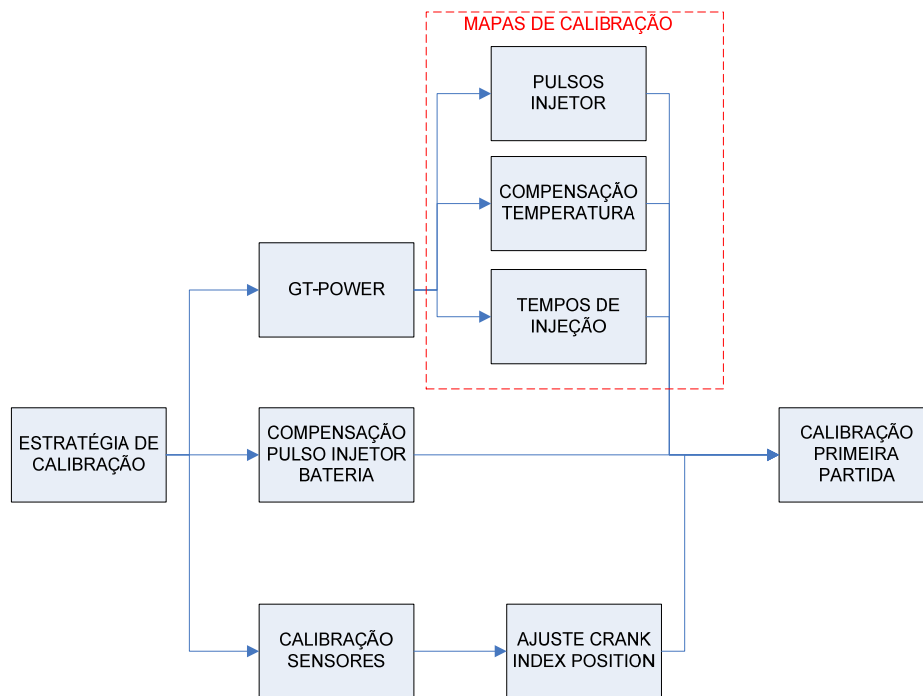 MAPAS DE CALIBRAÇÃO
PULSOS
INJETOR
COMPENSAÇÃO
TEMPERATURA
GT-POWER
TEMPOS DE
INJEÇÃO
ESTRATÉGIA DE
CALIBRAÇÃO
COMPENSAÇÃO
PULSO INJETOR
BATERIA
CALIBRAÇÃO
PRIMEIRA
PARTIDA
CALIBRAÇÃO
SENSORES
AJUSTE CRANK
INDEX POSITION